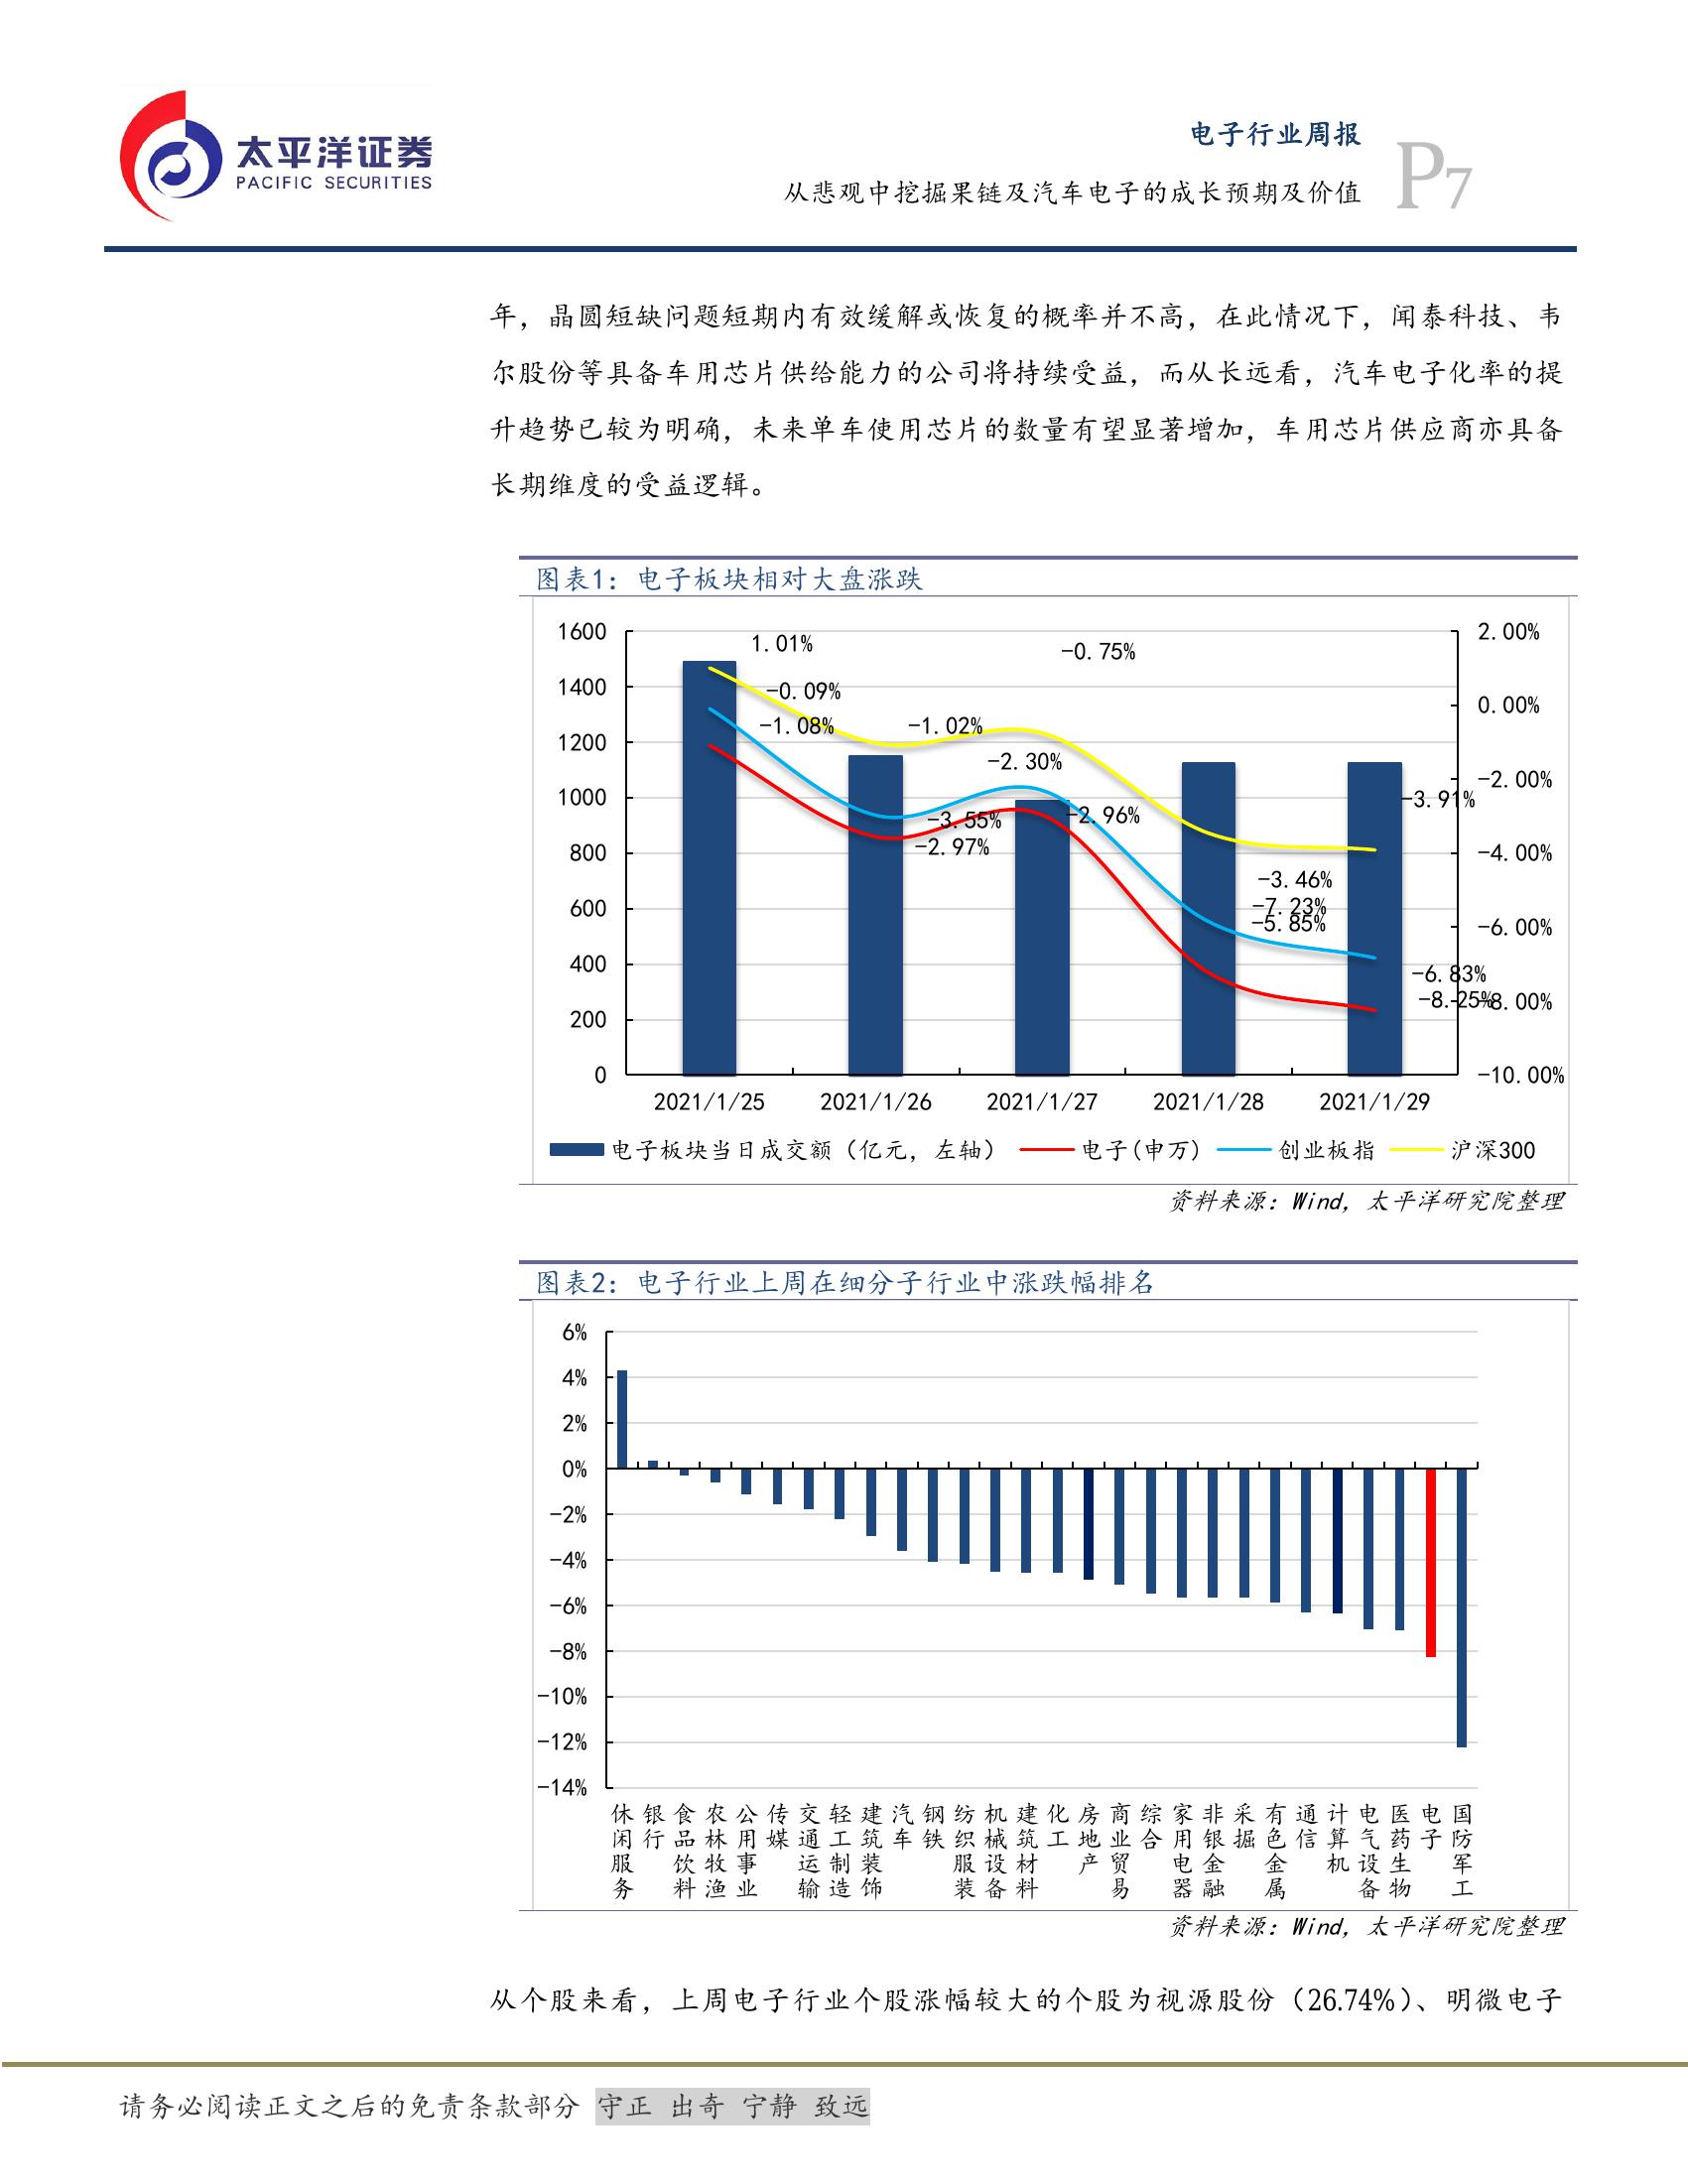 太平洋证券
PACIFIC SECURITIES
电子行业周报
从悲观中挖掘果链及汽车电子的成长预期及价值
P7
年，晶圆短缺问题短期内有效缓解或恢复的概率并不高，在此情况下，闻泰科技、韦
尔股份等具备车用芯片供给能力的公司将持续受益，而从长远看，汽车电子化率的提
升趋势已较为明确，未来单车使用芯片的数量有望显著增加，车用芯片供应商亦具备
长期维度的受益逻辑。
图表1：电子板块相对大盘涨跌
1600
1400
1200
1000
800
600
400
200
0
1.01%
-0.09%
-1.08%
-1.02%
-0.75%
-2.30%
-3.55%
-2.97%
-2.96%
-3.91%
-3.46%
-7.23%
-5.85%
-6.83%
-8.25%
2.00%
0.00%
-2.00%
-4.00%
-6.00%
-8.00%
-10.00%
2021/1/25 2021/1/26 2021/1/27 2021/1/28 2021/1/29
电子板块当日成交额（亿元，左轴） 电子(申万) 创业板指 沪深300
资料来源：Wind，太平洋研究院整理
图表2：电子行业上周在细分子行业中涨跌幅排名
6%
4%
2%
0%
-2%
-4%
-6%
-8%
-10%
-12%
-14%
休闲服务 银行 食品饮料 农林牧渔 公用事业 传媒 交通运输 轻工制造 建筑装饰 汽车 钢铁 纺织服装 机械设备 建筑材料 化工 房地产 商业贸易 综合 家用电器 非银金融 采掘 有色金属 通信 计算机 电气设备 医药生物 电子 国防军工
资料来源：Wind，太平洋研究院整理
从个股来看，上周电子行业个股涨幅较大的个股为视源股份（26.74%）、明微电子
请务必阅读正文之后的免责条款部分 守正 出奇 宁静 致远